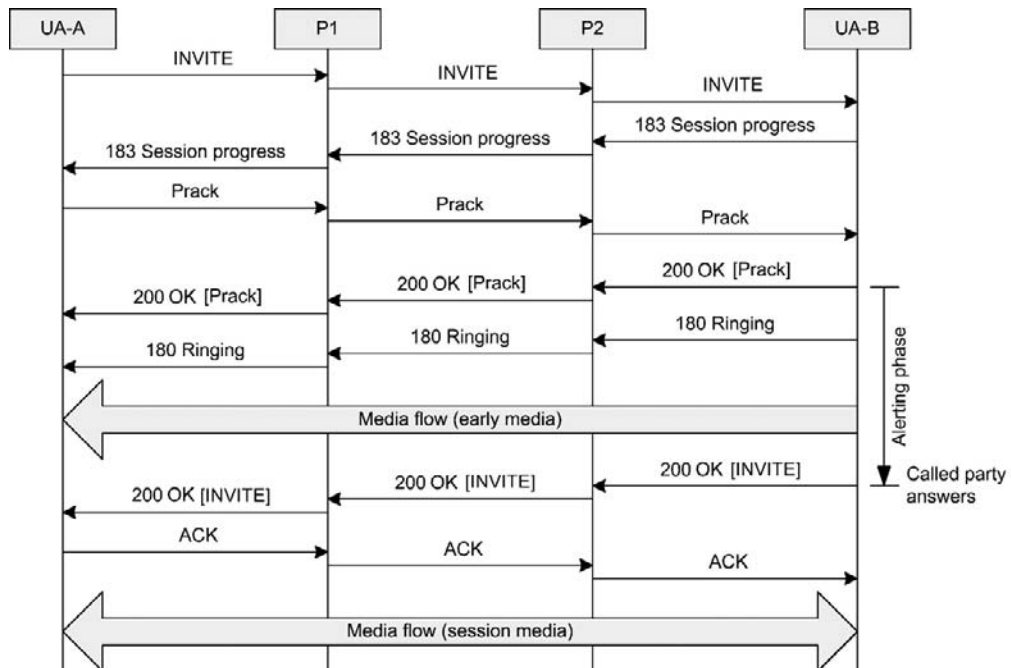 UA-A
P1
P2
UA-B
INVITE
INVITE
INVITE
183 Session progress
183 Session progress
183 Session progress
Prack
Prack
Prack
200 OK [Prack]
200 OK [Prack]
200 OK [Prack]
180 Ringing
180 Ringing
180 Ringing
Alerting phase
Media flow (early media)
200 OK [INVITE]
200 OK [INVITE]
200 OK [INVITE]
Called party
answers
ACK
ACK
ACK
Media flow (session media)